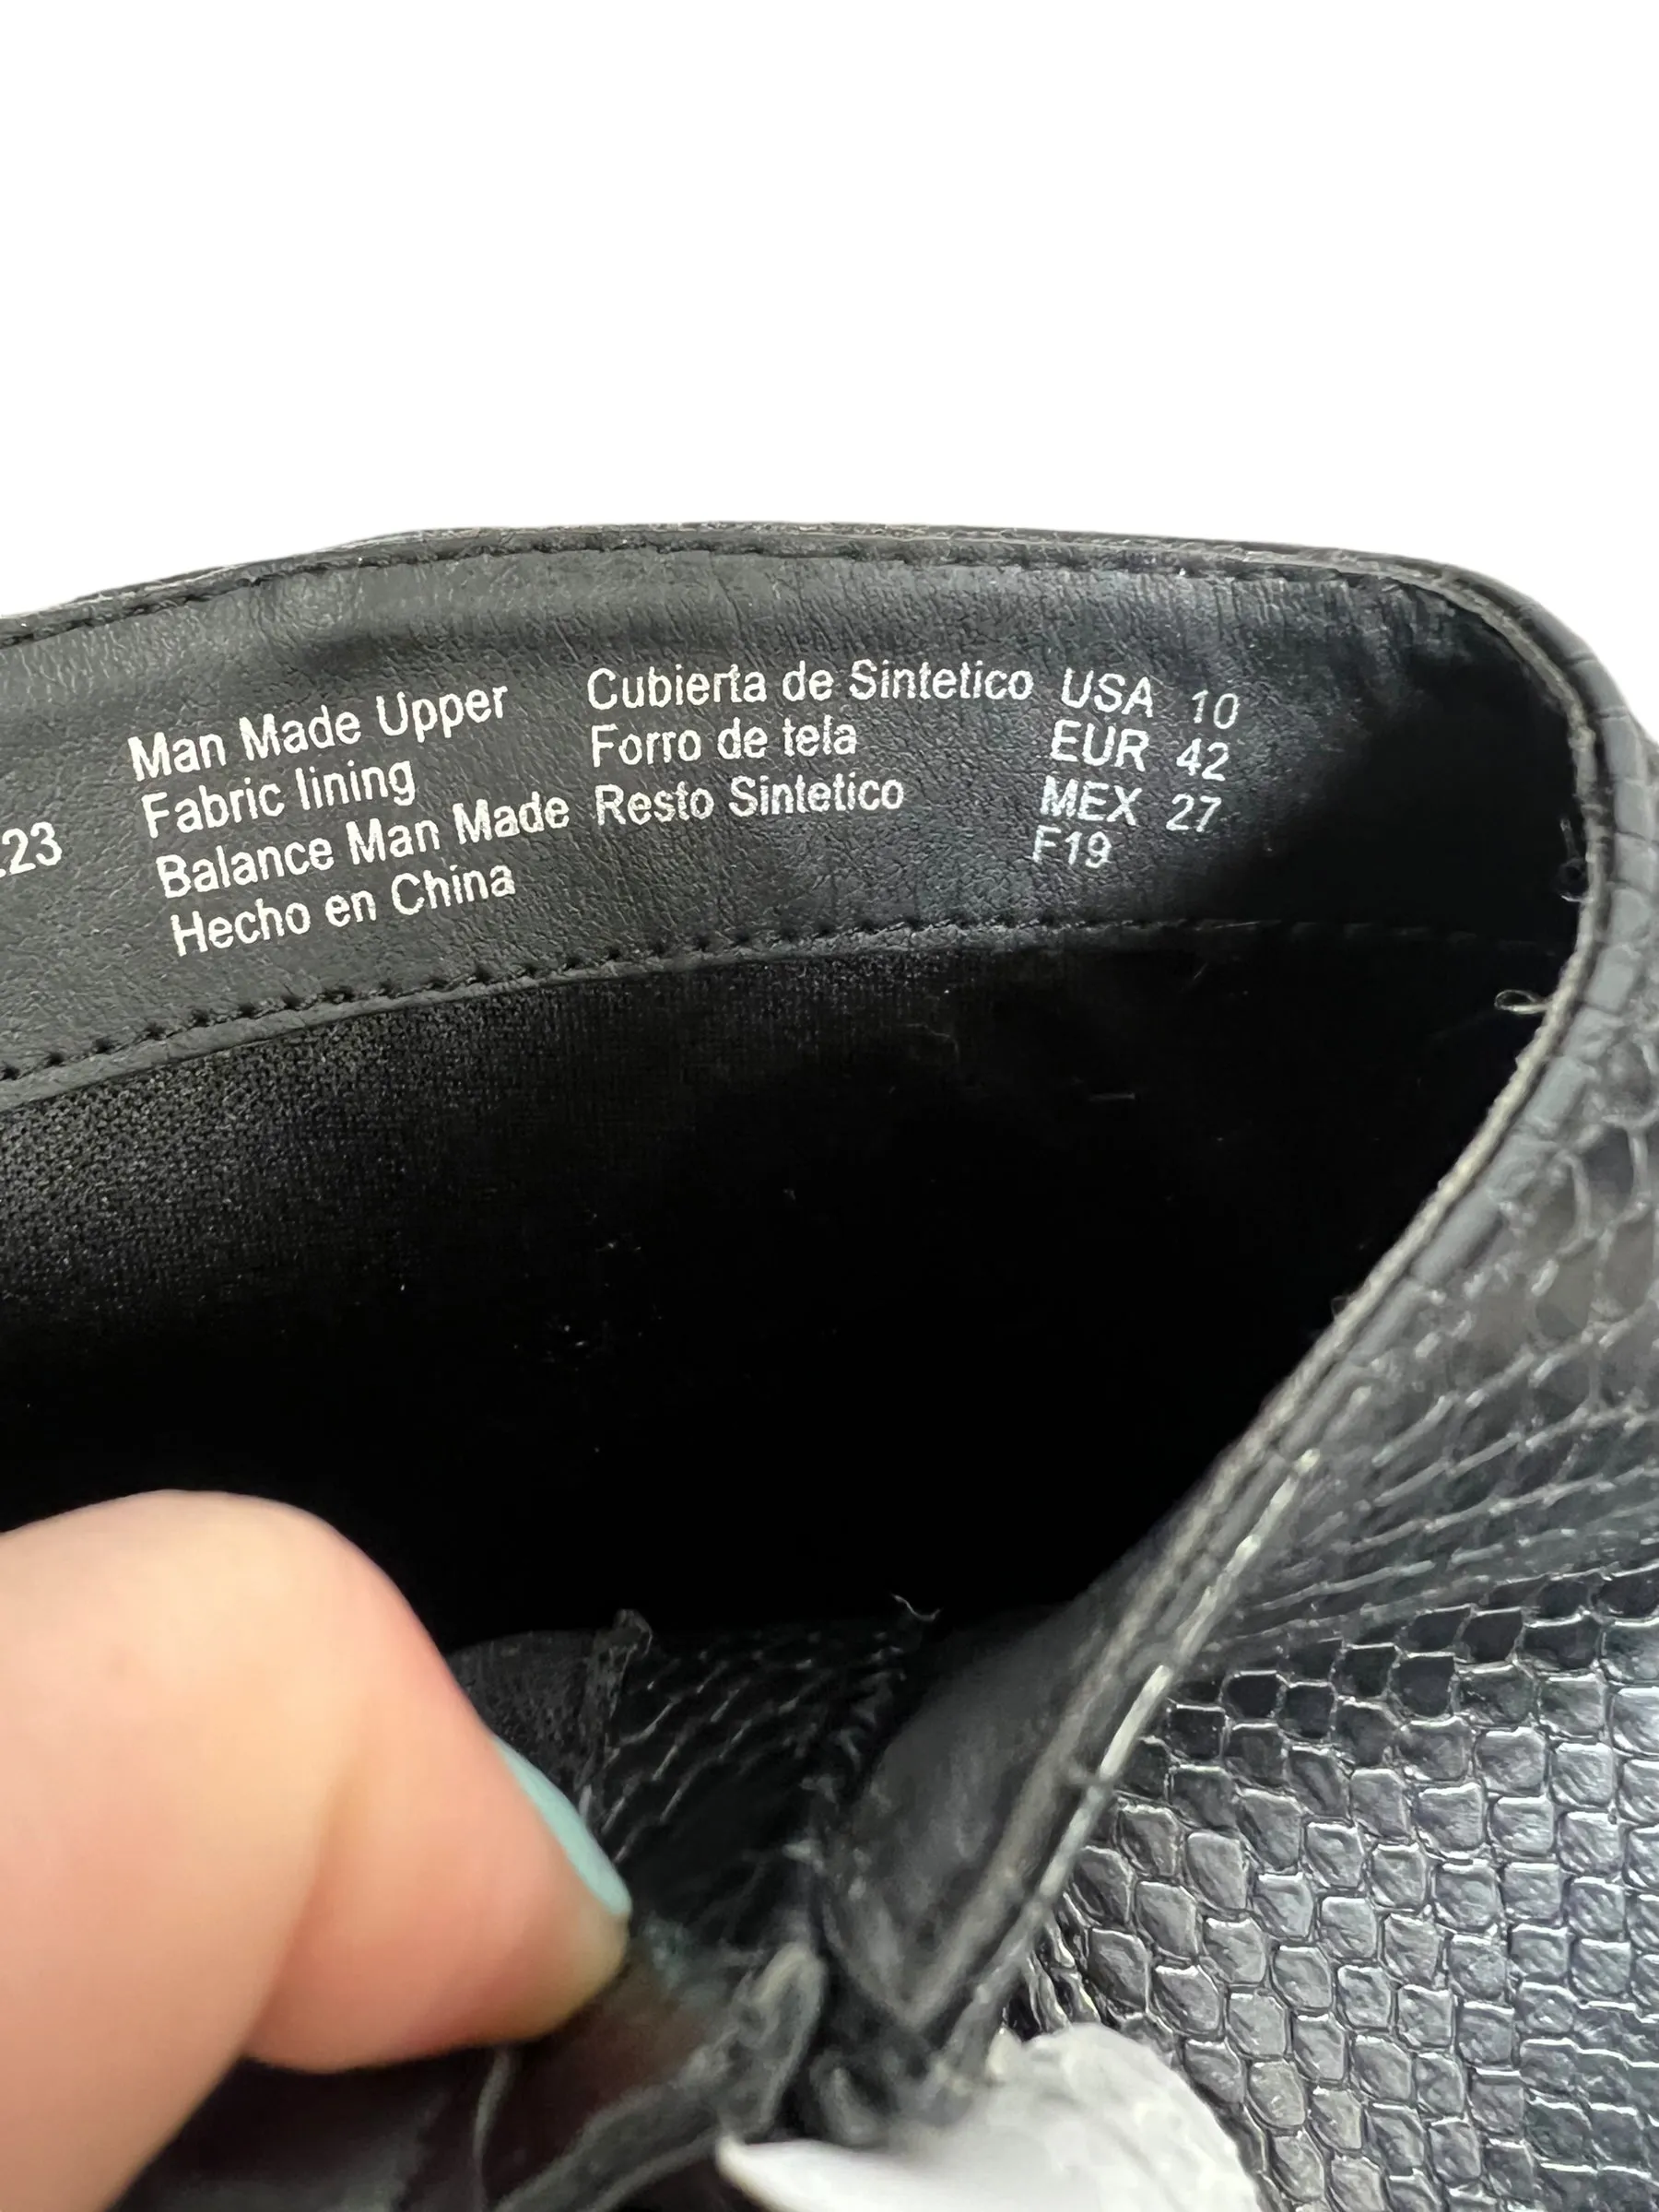 .23
Man Made Upper
Fabric lining
Balance Man Made
Hecho en China
Cubierta de Sintetico
Forro de tela
Resto Sintetico
USA 10
EUR 42
MEX 27
F19